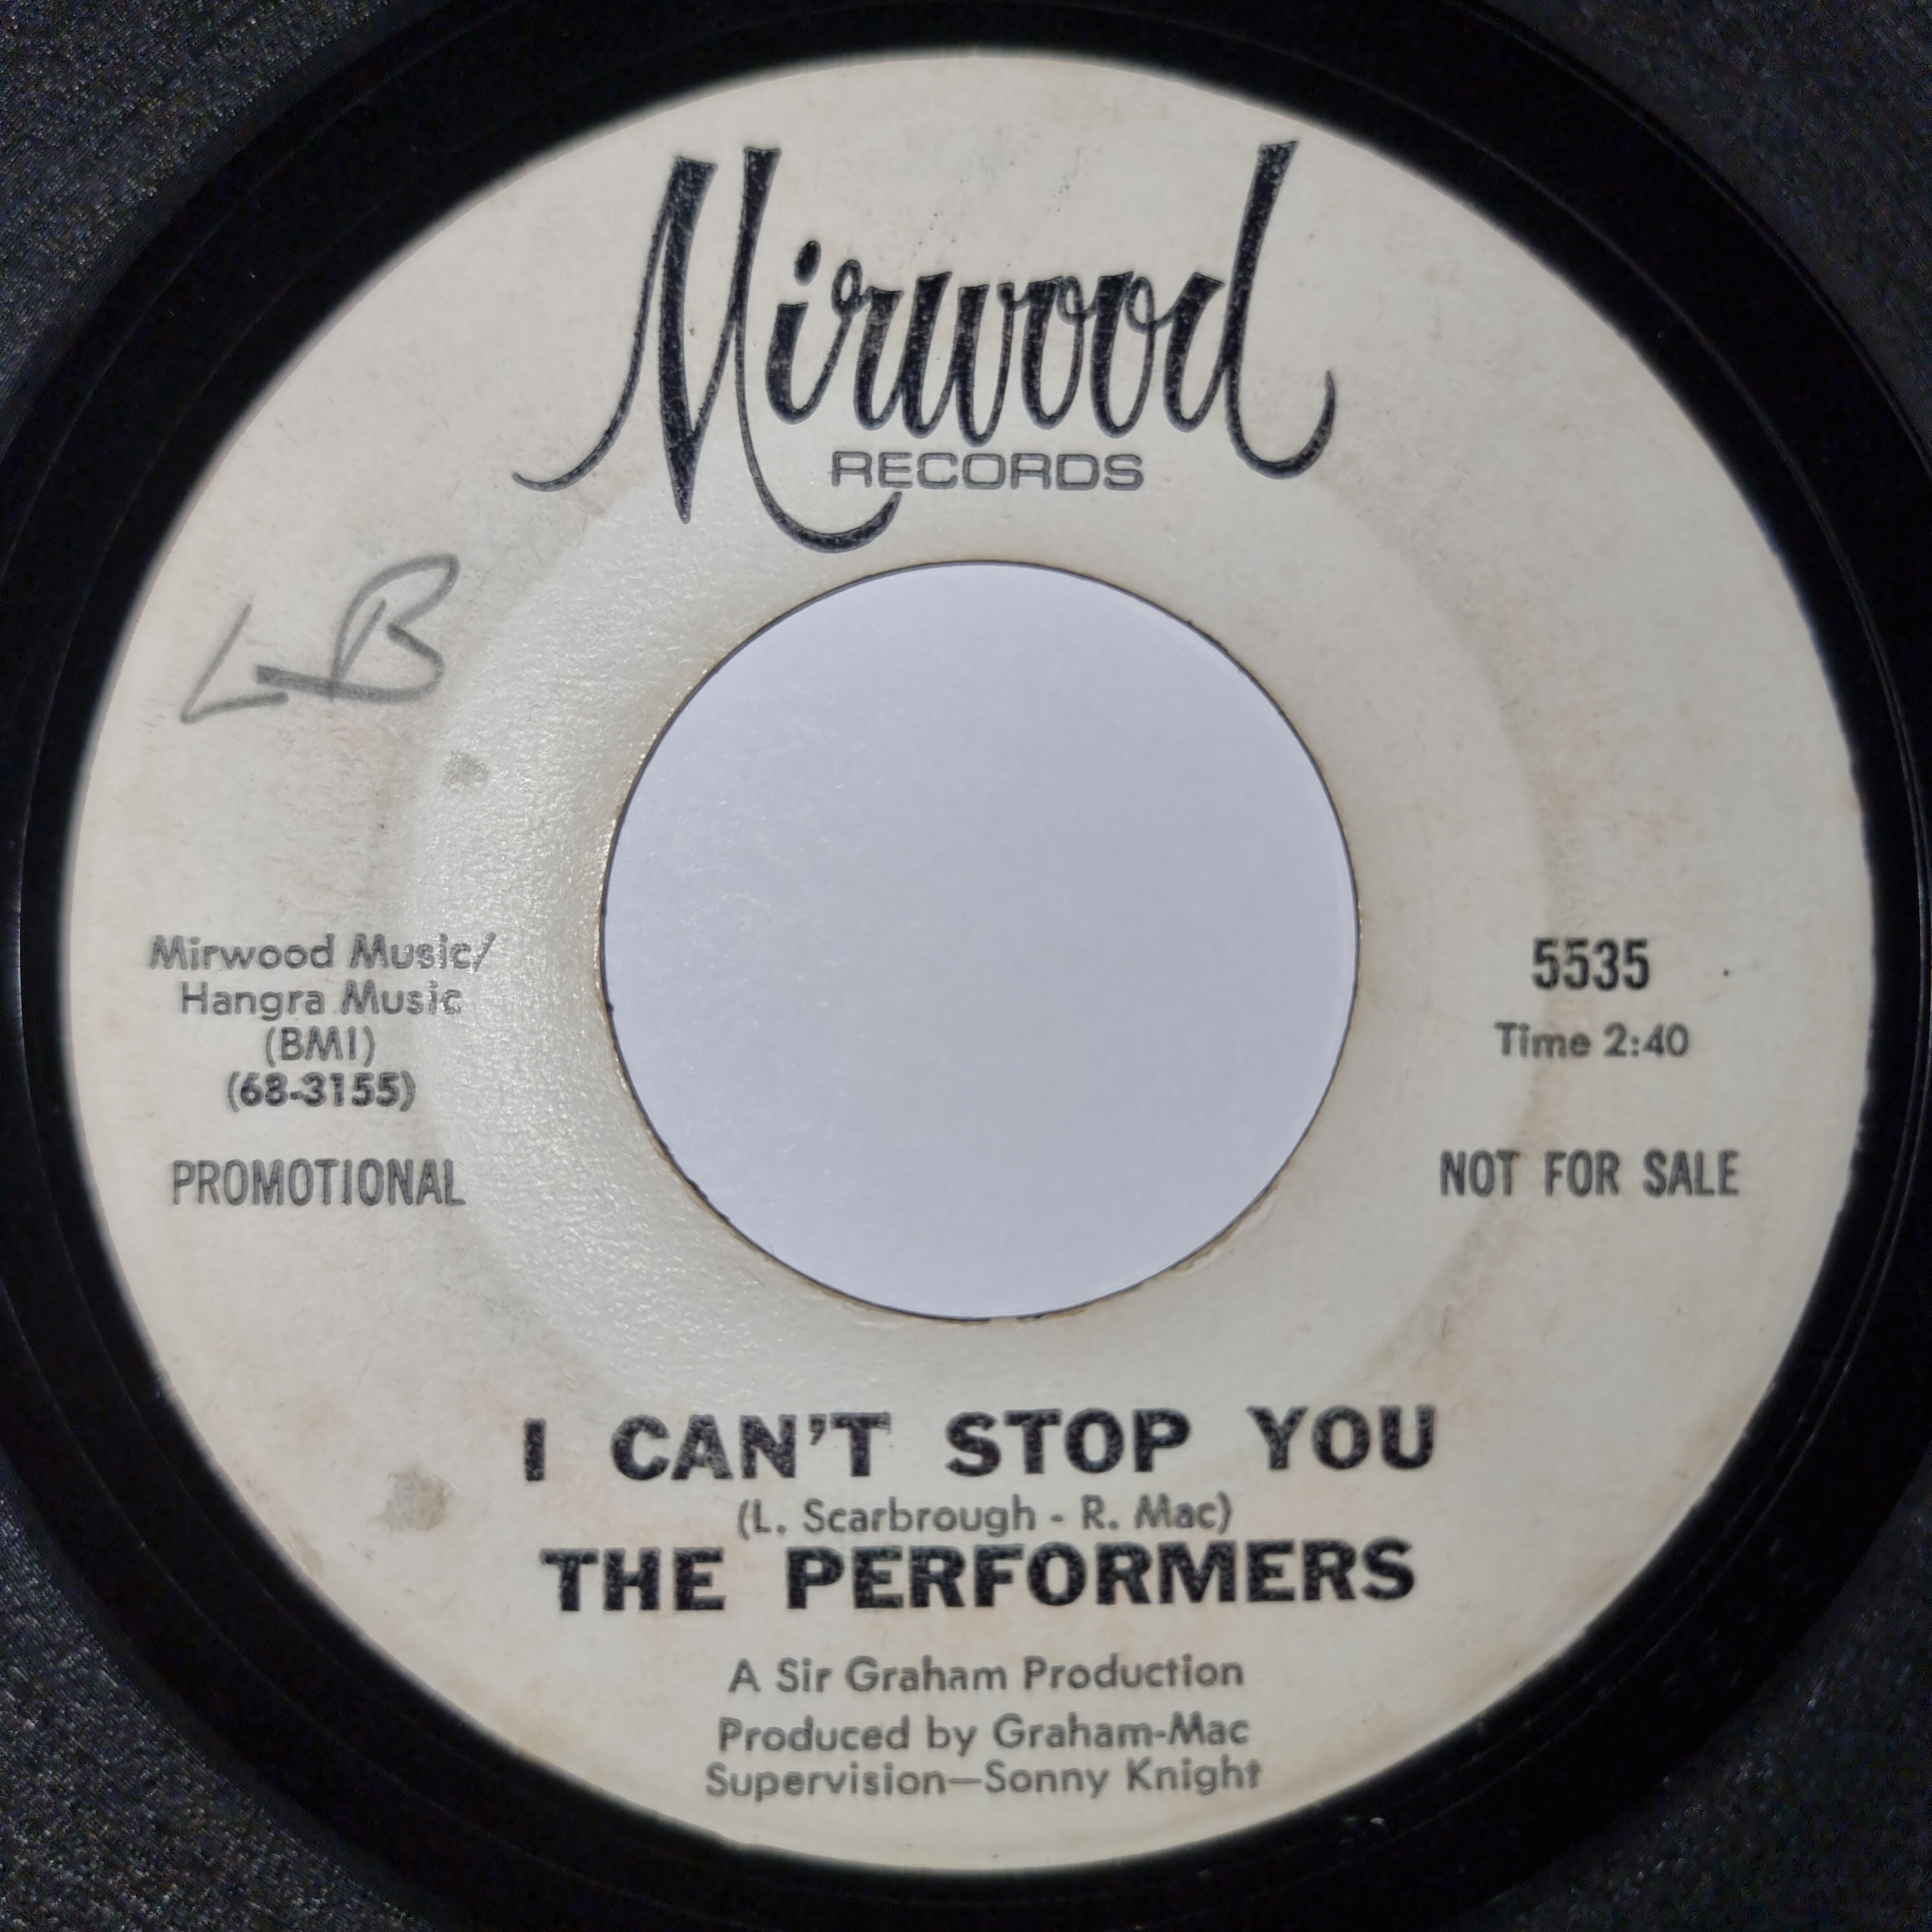 Mirwood
RECORDS
LB
Mirwood Music/
Hangra Music
(BMI)
(68-3155)
PROMOTIONAL
5535
Time 2:40
NOT FOR SALE
I CAN'T STOP YOU
(L. Scarbrough - R. Mac)
THE PERFORMERS
A Sir Graham Production
Produced by Graham-Mac
Supervision—Sonny Knight